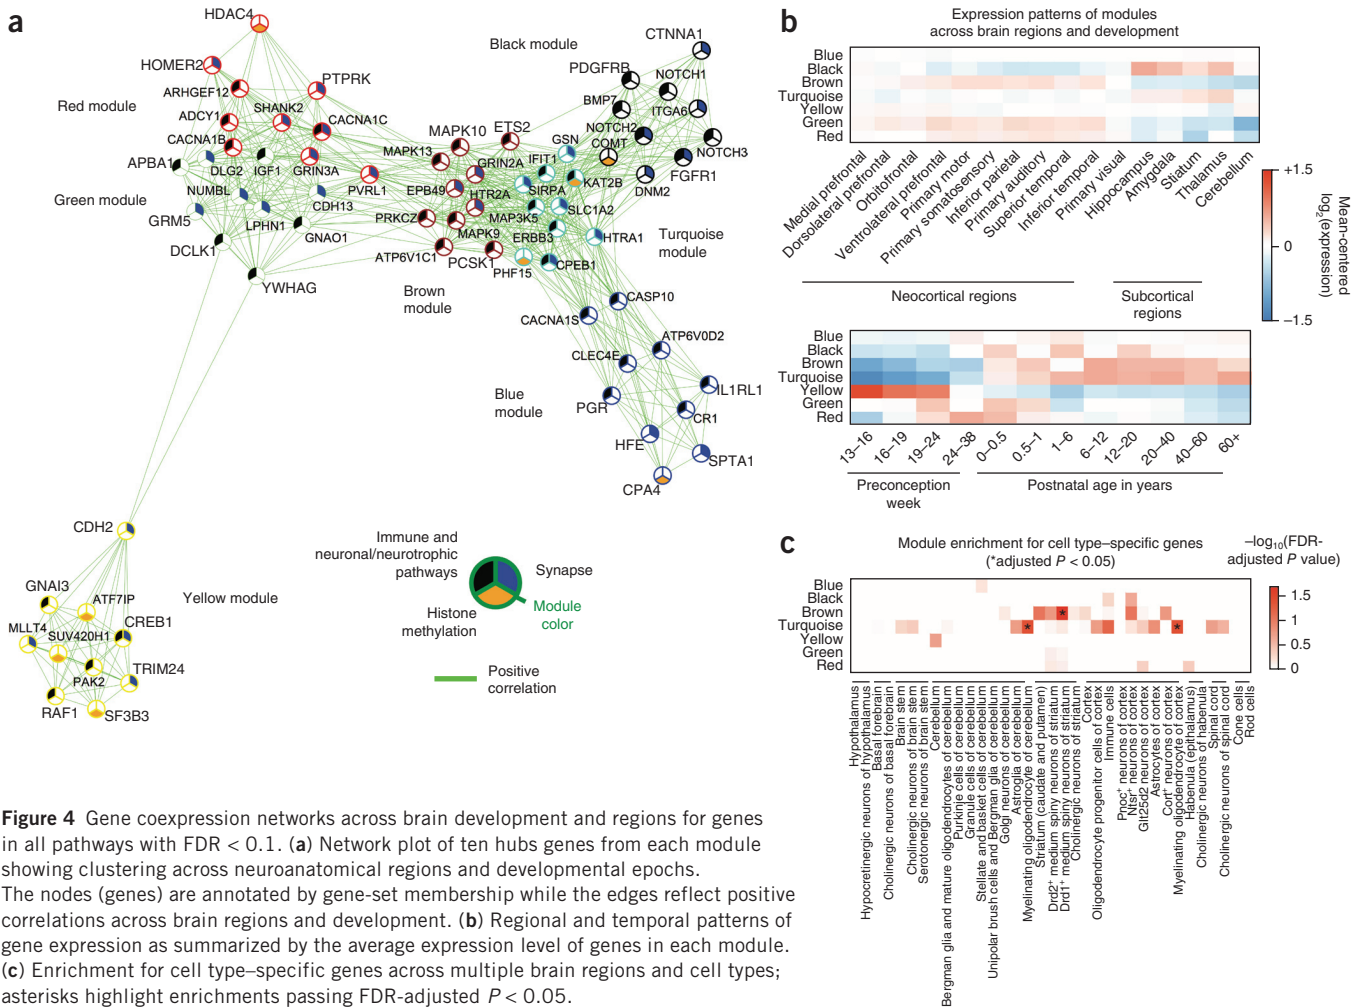 a
HDAC4
HOMER2
ARHGEF12
PTPRK
Red module
ADCY1
SHANK2
CACNA1C
CACNA1B
APBA1
DLG2
IGF1
GRIN3A
PVRL1
Green module
NUMBL
CDH13
GRM5
LPHN1
GNAO1
DCLK1
YWHAG
Black module
CTNNA1
PDGFRB
NOTCH1
BMP7
ITGA6
NOTCH2
COMT
NOTCH3
FGFR1
DNM2
MAPK10
ETS2
MAPK13
GRIN2A
IFIT1
GSN
KAT2B
EPB49
HTR2A
SIRPA
SLC1A2
PRKCZ
MAP3K5
MAPK9
ERBB3
HTRA1
ATP6V1C1
PCSK1
PHF15
CPEB1
Turquoise
module
Brown
module
CASP10
CACNA1S
ATP6V0D2
CLEC4E
Blue
module
PGR
IL1RL1
CR1
HFE
SPTA1
CPA4
CDH2
GNAI3
ATF7IP
Yellow module
MLLT4
SUV420H1
CREB1
PAK2
TRIM24
RAF1
SF3B3
Immune and
neuronal/neurotrophic
pathways
Synapse
Histone
methylation
Module
color
Positive
correlation
b
Expression patterns of modules
across brain regions and development
Blue
Black
Brown
Turquoise
Yellow
Green
Red
Medial prefrontal
Dorsolateral prefrontal
Orbitofrontal
Ventrolateral prefrontal
Primary motor
Primary somatosensory
Inferior parietal
Primary auditory
Superior temporal
Inferior temporal
Primary visual
Hippocampus
Amygdala
Stiatum
Thalamus
Cerebellum
Neocortical regions
Subcortical
regions
+1.5
0
−1.5
Mean-centered
log2(expression)
Blue
Black
Brown
Turquoise
Yellow
Green
Red
13–16
16–19
19–24
24–38
0–0.5
0.5–1
1–6
6–12
12–20
20–40
40–60
60+
Preconception
week
Postnatal age in years
c
Module enrichment for cell type–specific genes
(*adjusted P < 0.05)
−log10(FDR-
adjusted P value)
1.5
1.0
0.5
0
Blue
Black
Brown
Turquoise
Yellow
Green
Red
*
*
*
Hypothalamus
Hypocretinergic neurons of hypothalamus
Basal forebrain
Cholinergic neurons of basal forebrain
Brain stem
Cholinergic neurons of brain stem
Serotonergic neurons of brain stem
Cerebellum
Bergman glia and mature oligodendrocytes of cerebellum
Purkinje cells of cerebellum
Granule cells of cerebellum
Stellate and basket cells of cerebellum
Unipolar brush cells and Bergman glia of cerebellum
Golgi neurons of cerebellum
Astroglia of cerebellum
Myelinating oligodendrocyte of cerebellum
Striatum (caudate and putamen)
Drd2+ medium spiny neurons of striatum
Drd1+ medium spiny neurons of striatum
Cholinergic neurons of striatum
Cortex
Oligodendrocyte progenitor cells of cortex
Immune cells
Pnoc+ neurons of cortex
Ntsr+ neurons of cortex
Glt25d2 neurons of cortex
Astrocytes of cortex
Cort+ neurons of cortex
Myelinating oligodendrocyte of cortex
Habenula (epithalamus)
Cholinergic neurons of habenula
Spinal cord
Cholinergic neurons of spinal cord
Cone cells
Rod cells
Figure 4 Gene coexpression networks across brain development and regions for genes
in all pathways with FDR < 0.1. (a) Network plot of ten hubs genes from each module
showing clustering across neuroanatomical regions and developmental epochs.
The nodes (genes) are annotated by gene-set membership while the edges reflect positive
correlations across brain regions and development. (b) Regional and temporal patterns of
gene expression as summarized by the average expression level of genes in each module.
(c) Enrichment for cell type–specific genes across multiple brain regions and cell types;
asterisks highlight enrichments passing FDR-adjusted P < 0.05.